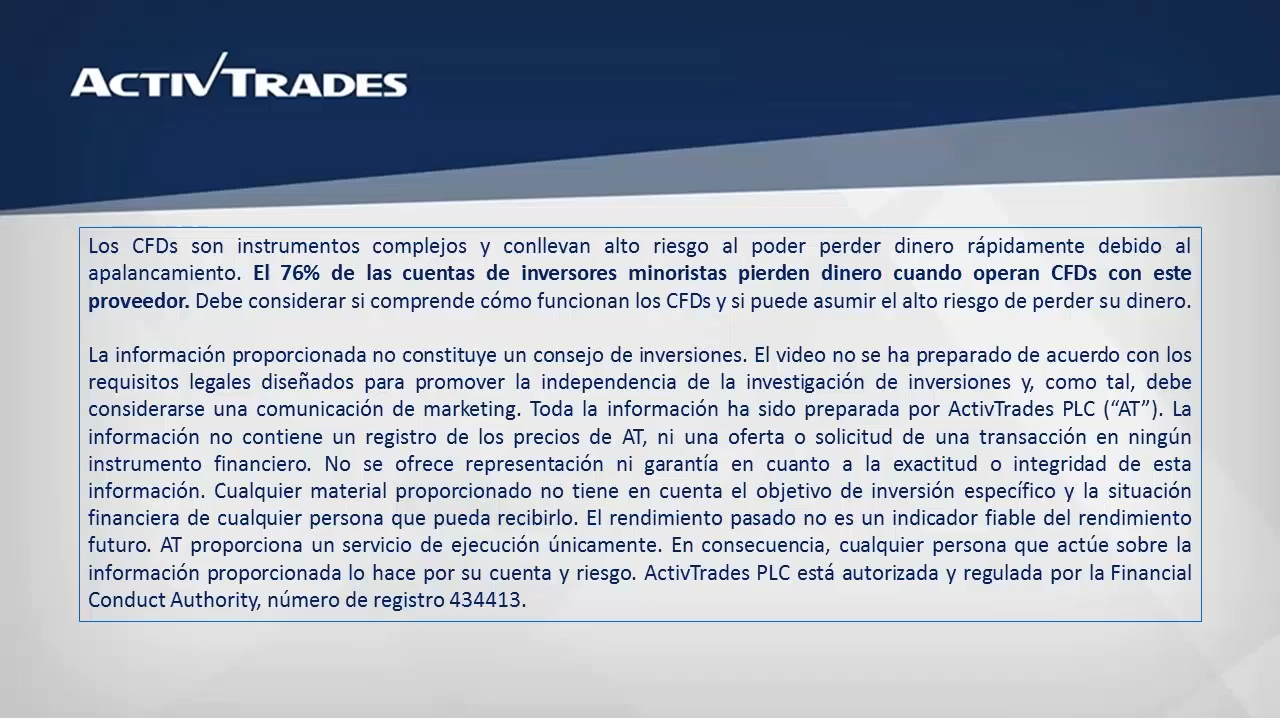 ACTIVTRADES
Los CFDs son instrumentos complejos y conllevan alto riesgo al poder perder dinero rápidamente debido al
apalancamiento. El 76% de las cuentas de inversores minoristas pierden dinero cuando operan CFDs con este
proveedor. Debe considerar si comprende cómo funcionan los CFDs y si puede asumir el alto riesgo de perder su dinero.
La información proporcionada no constituye un consejo de inversiones. El video no se ha preparado de acuerdo con los
requisitos legales diseñados para promover la independencia de la investigación de inversiones y, como tal, debe
considerarse una comunicación de marketing. Toda la información ha sido preparada por ActivTrades PLC (“AT”). La
información no contiene un registro de los precios de AT, ni una oferta o solicitud de una transacción en ningún
instrumento financiero. No se ofrece representación ni garantía en cuanto a la exactitud o integridad de esta
información. Cualquier material proporcionado no tiene en cuenta el objetivo de inversión específico y la situación
financiera de cualquier persona que pueda recibirlo. El rendimiento pasado no es un indicador fiable del rendimiento
futuro. AT proporciona un servicio de ejecución únicamente. En consecuencia, cualquier persona que actúe sobre la
información proporcionada lo hace por su cuenta y riesgo. ActivTrades PLC está autorizada y regulada por la Financial
Conduct Authority, número de registro 434413.